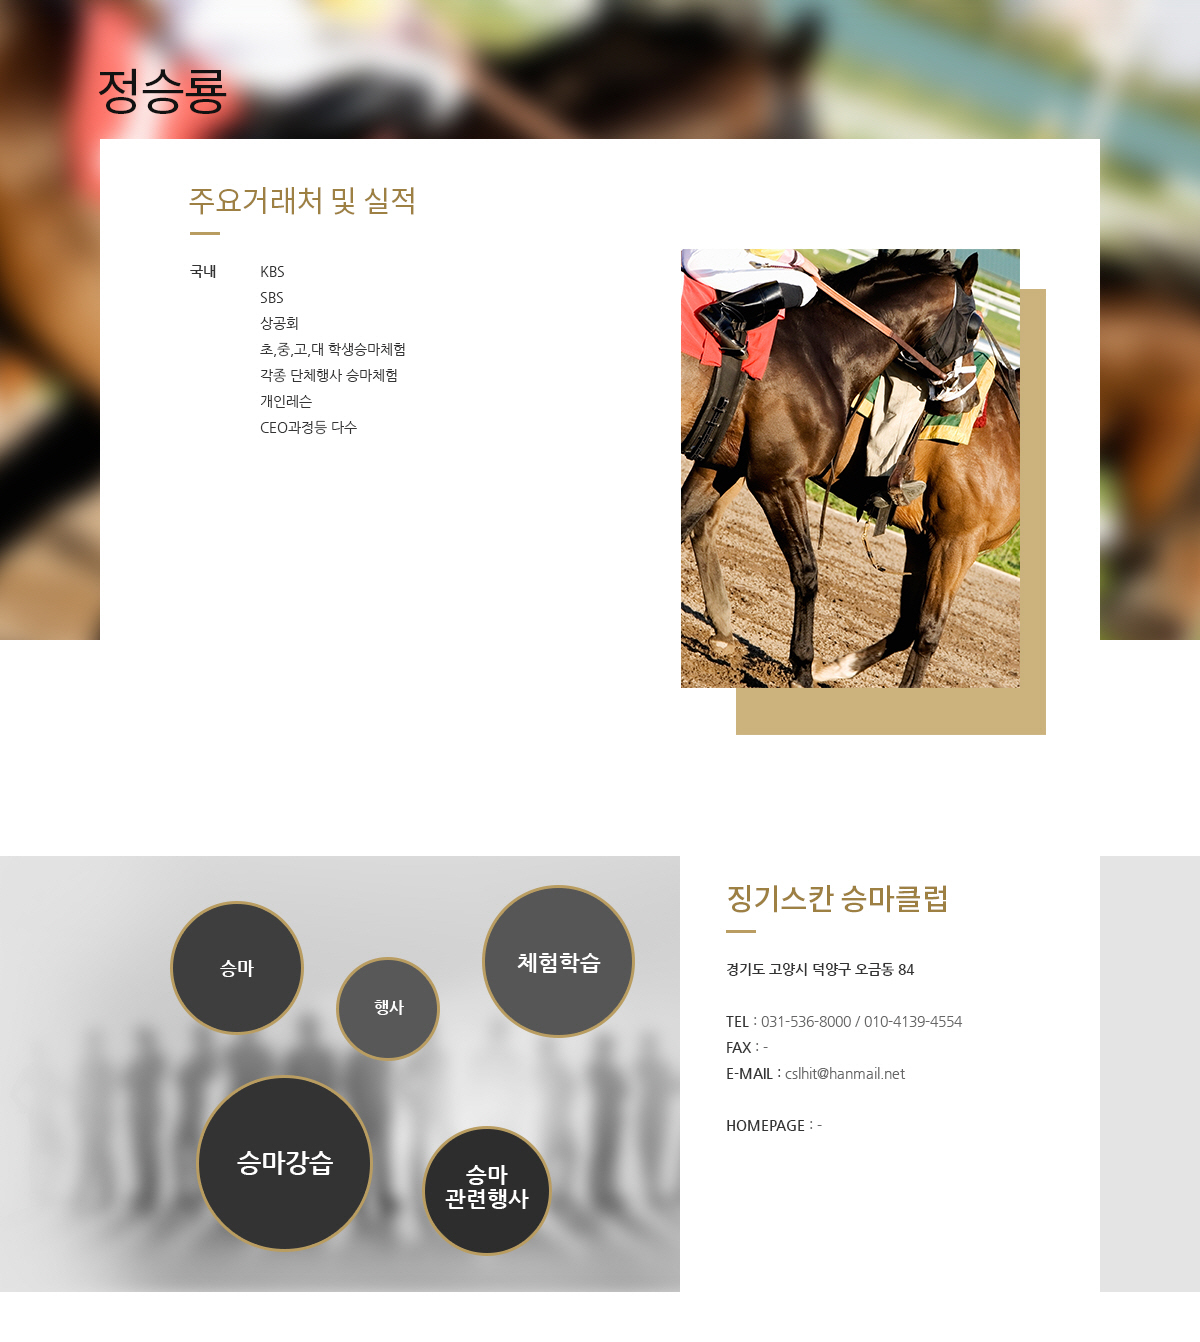 정승룡
주요거래처 및 실적
국내 KBS
SBS
상공회
초,중,고,대 학생승마체험
각종 단체행사 승마체험
개인레슨
CEO과정등 다수
승마
행사
체험학습
승마강습
승마
관련행사
징기스칸 승마클럽
경기도 고양시 덕양구 오금동 84
TEL : 031-536-8000 / 010-4139-4554
FAX : -
E-MAIL : cslhit@hanmail.net
HOMEPAGE : -